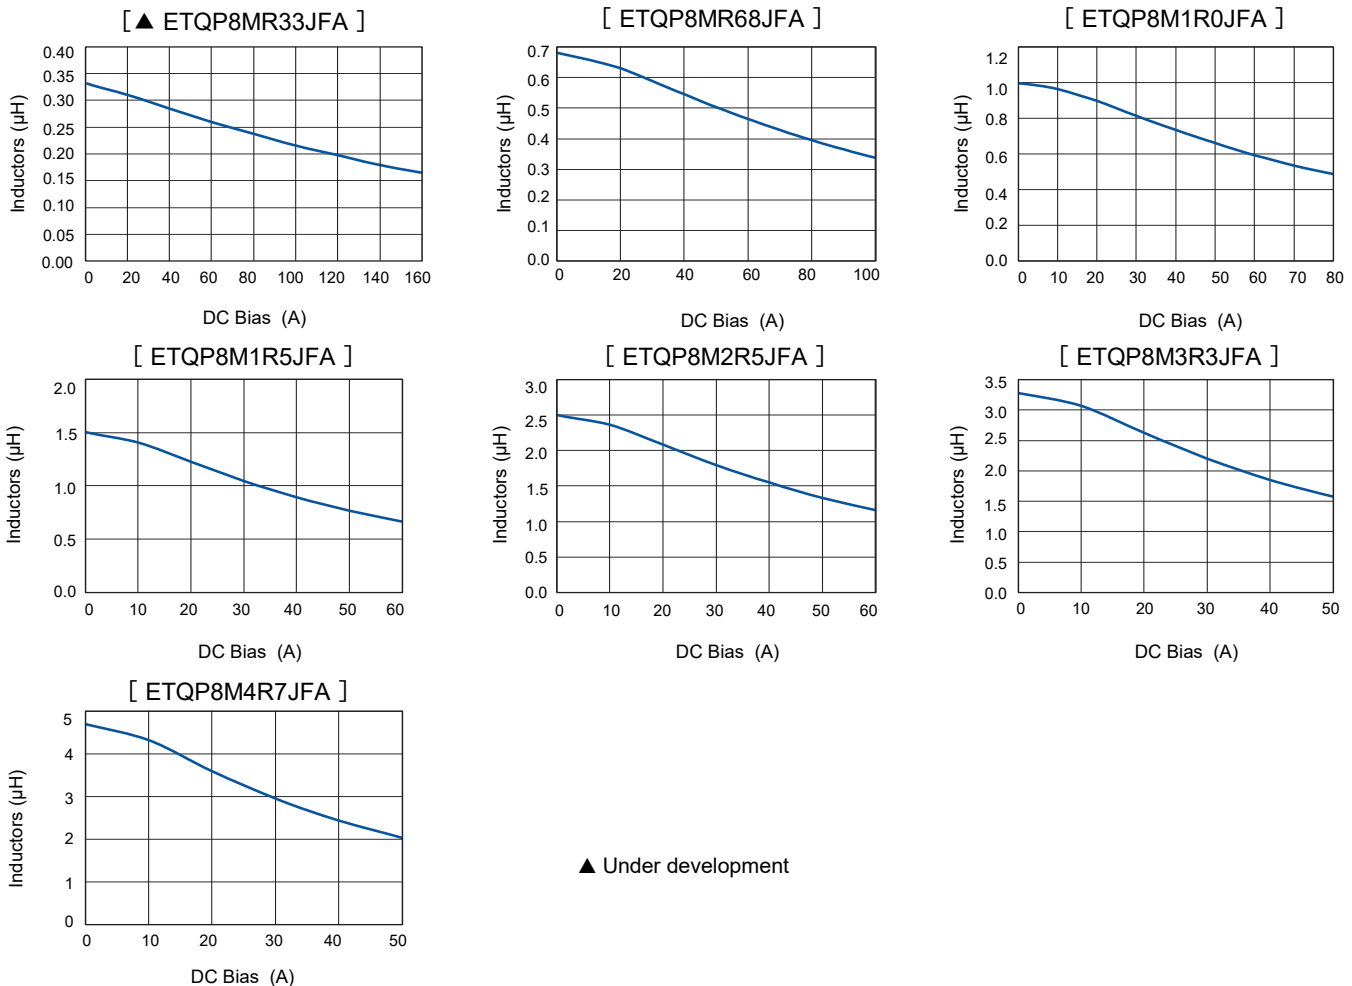 [ ▲ ETQP8MR33JFA ]
Inductors (μH)
0.40
0.35
0.30
0.25
0.20
0.15
0.10
0.05
0.00
0 20 40 60 80 100 120 140 160
DC Bias (A)
[ ETQP8MR68JFA ]
Inductors (μH)
0.7
0.6
0.5
0.4
0.3
0.2
0.1
0.0
0 20 40 60 80 100
DC Bias (A)
[ ETQP8M1R0JFA ]
Inductors (μH)
1.2
1.0
0.8
0.6
0.4
0.2
0.0
0 10 20 30 40 50 60 70 80
DC Bias (A)
[ ETQP8M1R5JFA ]
Inductors (μH)
2.0
1.5
1.0
0.5
0.0
0 10 20 30 40 50 60
DC Bias (A)
[ ETQP8M2R5JFA ]
Inductors (μH)
3.0
2.5
2.0
1.5
1.0
0.5
0.0
0 10 20 30 40 50 60
DC Bias (A)
[ ETQP8M3R3JFA ]
Inductors (μH)
3.5
3.0
2.5
2.0
1.5
1.0
0.5
0.0
0 10 20 30 40 50
DC Bias (A)
[ ETQP8M4R7JFA ]
Inductors (μH)
5
4
3
2
1
0
0 10 20 30 40 50
DC Bias (A)
▲ Under development